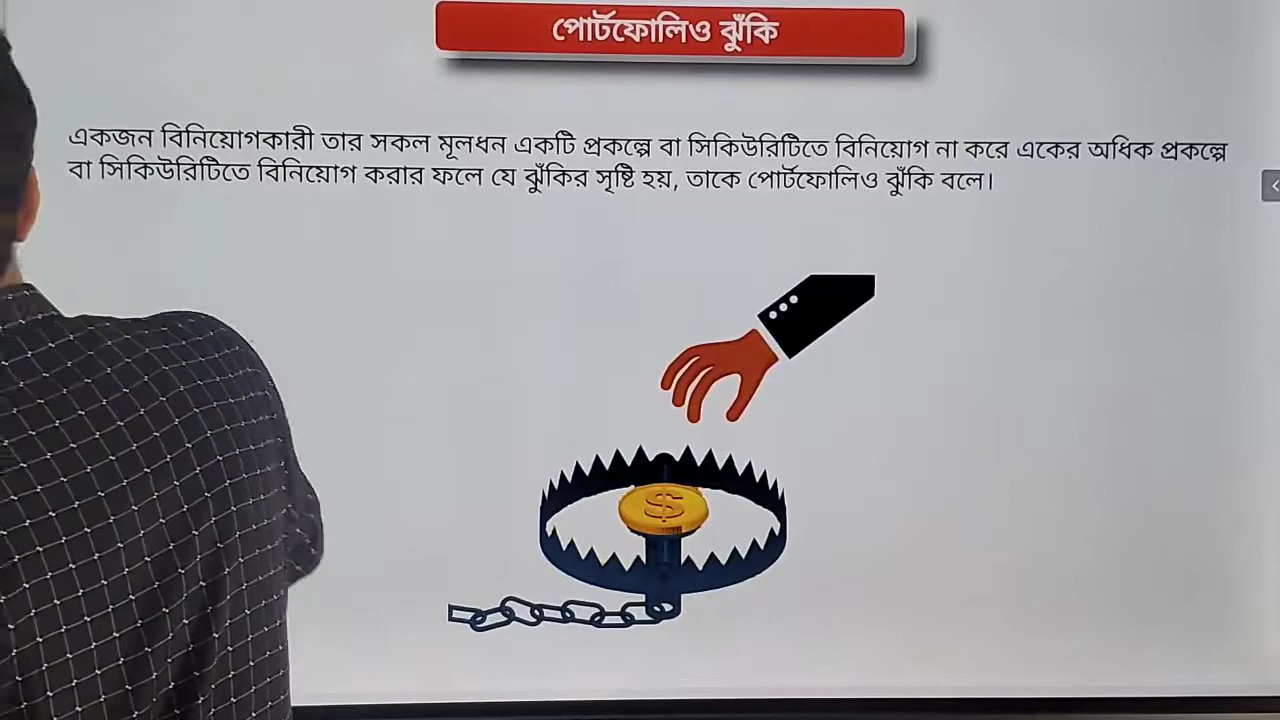 পোর্টফোলিও ঝুঁকি
একজন বিনিয়োগকারী তার সকল মূলধন একটি প্রকল্পে বা সিকিউরিটিতে বিনিয়োগ না করে একের অধিক প্রকল্পে
বা সিকিউরিটিতে বিনিয়োগ করার ফলে যে ঝুঁকির সৃষ্টি হয়, তাকে পোর্টফোলিও ঝুঁকি বলে।
$